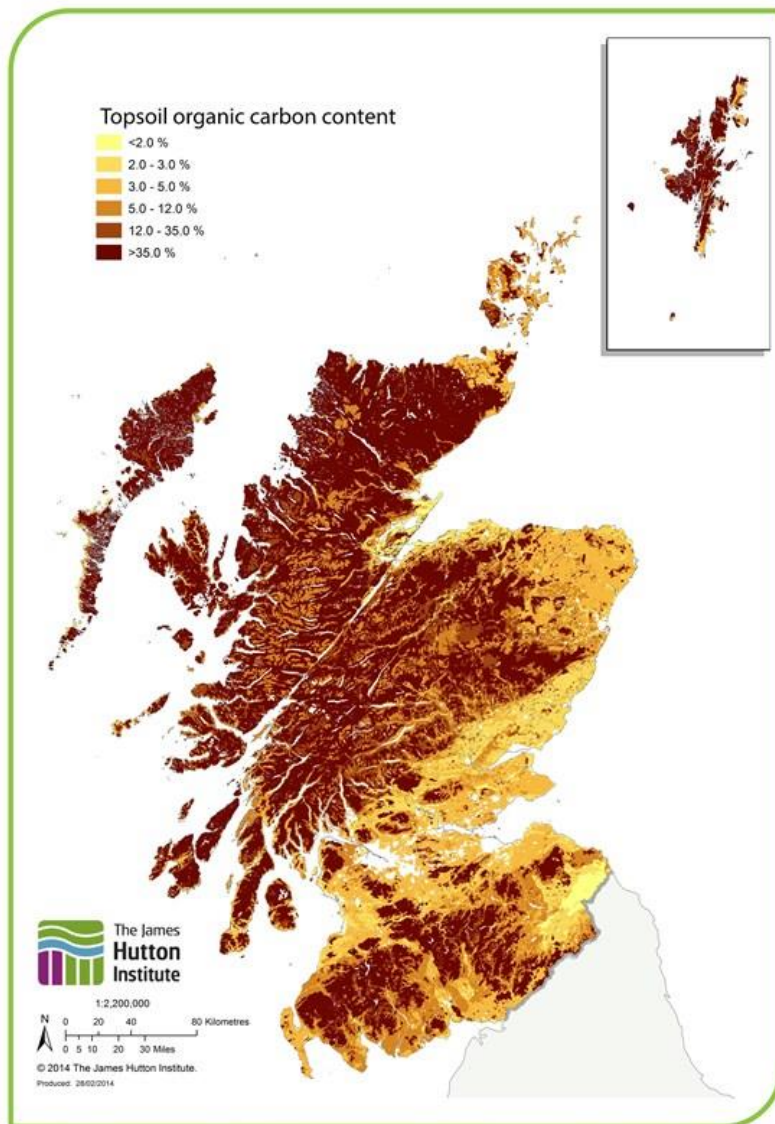 Topsoil organic carbon content
<2.0 %
2.0 - 3.0 %
3.0 - 5.0 %
5.0 - 12.0 %
12.0 - 35.0 %
>35.0 %
The James
Hutton
Institute
1:2,200,000
N
0 20 40 80 Kilometres
0 5 10 20 30 Miles
© 2014 The James Hutton Institute.
Produced: 28/02/2014